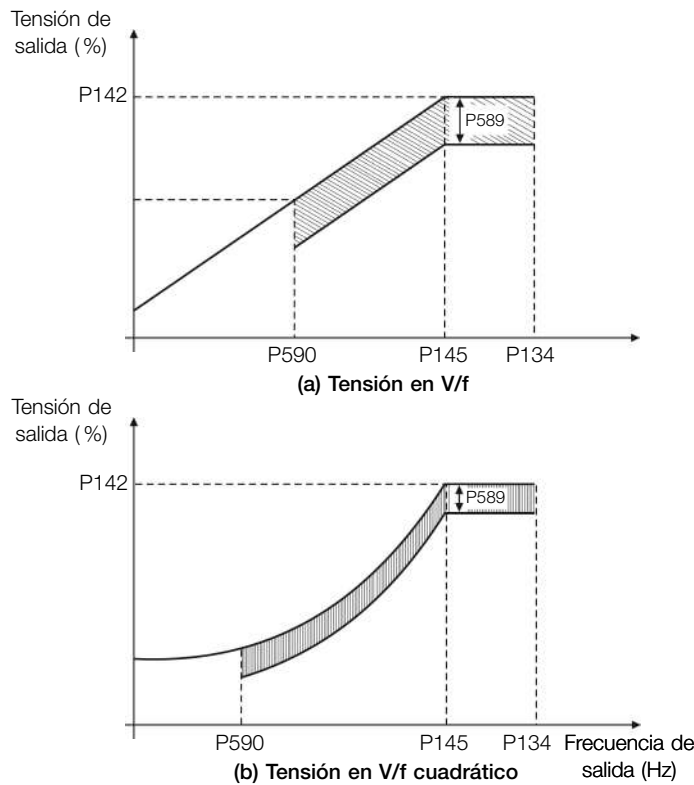 Tensión de
salida (%)
P142
P589
P590
P145
P134
(a) Tensión en V/f
Tensión de
salida (%)
P142
P589
P590
P145
P134
Frecuencia de
salida (Hz)
(b) Tensión en V/f cuadrático